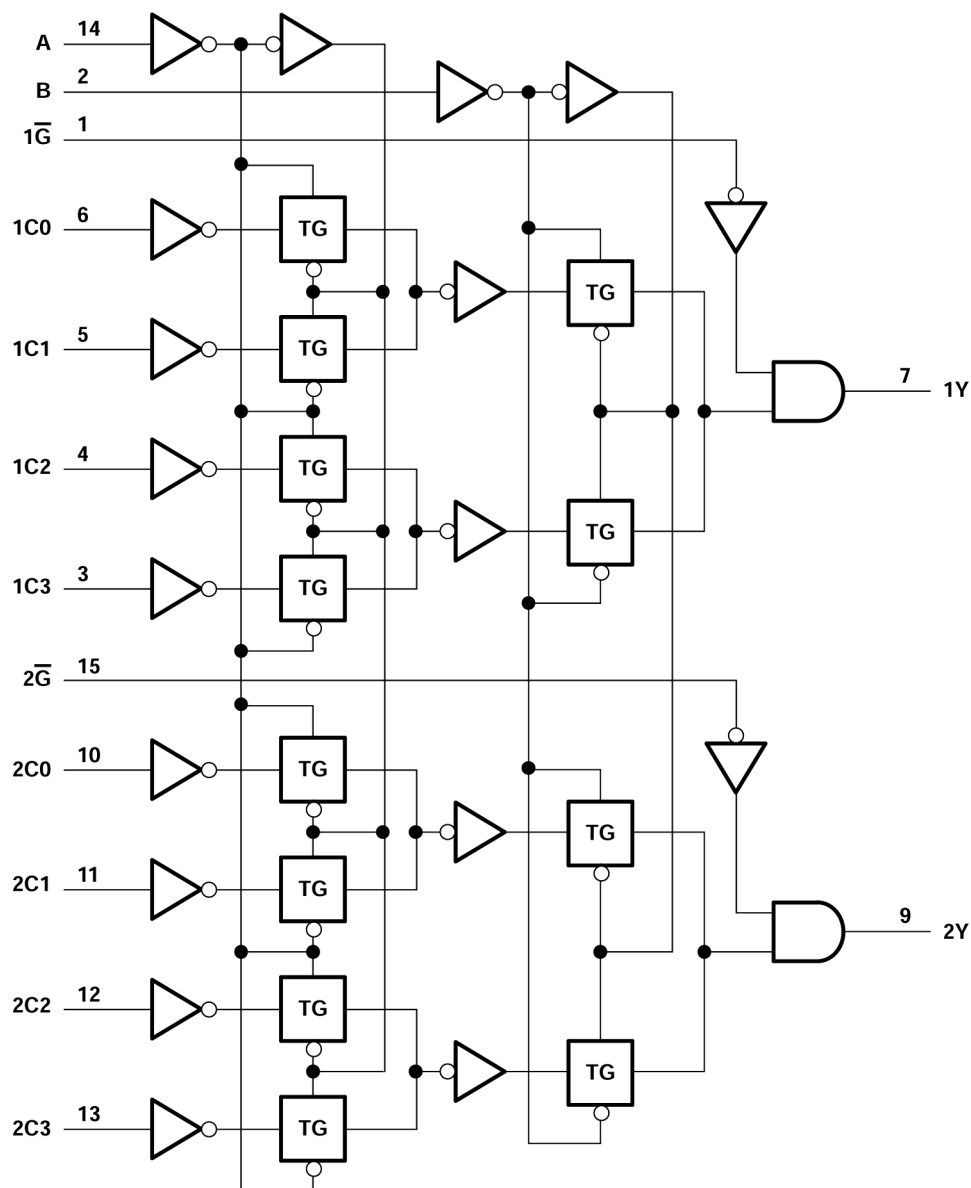 A 14
B 2
1G̅ 1
1C0 6 TG
TG
1C1 5 TG
7 1Y
1C2 4 TG
TG
1C3 3 TG
2G̅ 15
2C0 10 TG
TG
2C1 11 TG
9 2Y
2C2 12 TG
TG
2C3 13 TG